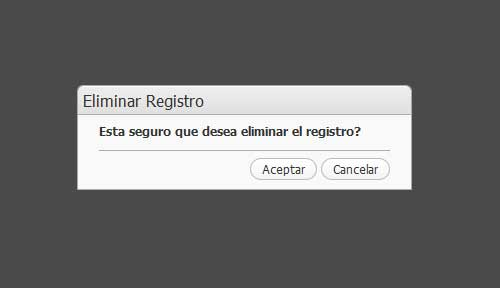 Eliminar Registro
Esta seguro que desea eliminar el registro?
Aceptar Cancelar